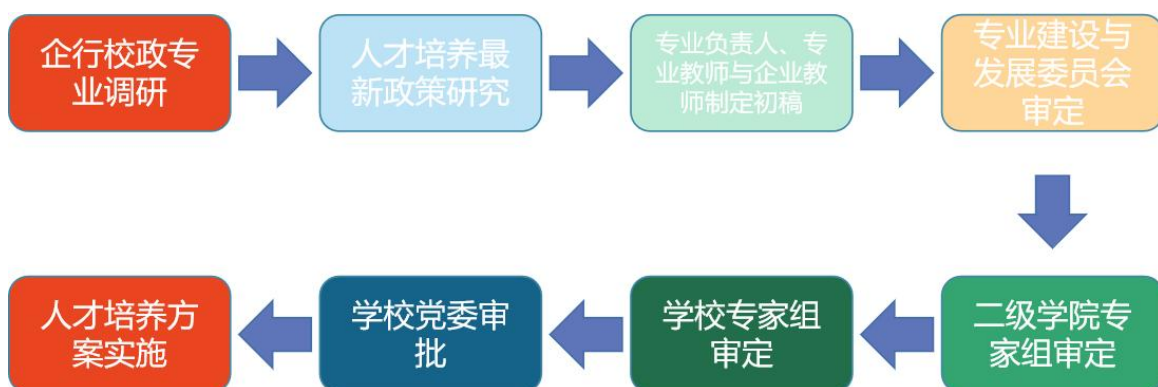 企行校政专
业调研
人才培养最
新政策研究
专业负责人、专
业教师与企业教
师制定初稿
专业建设与
发展委员会
审定
二级学院专
家组审定
学校专家组
审定
学校党委审
批
人才培养方
案实施